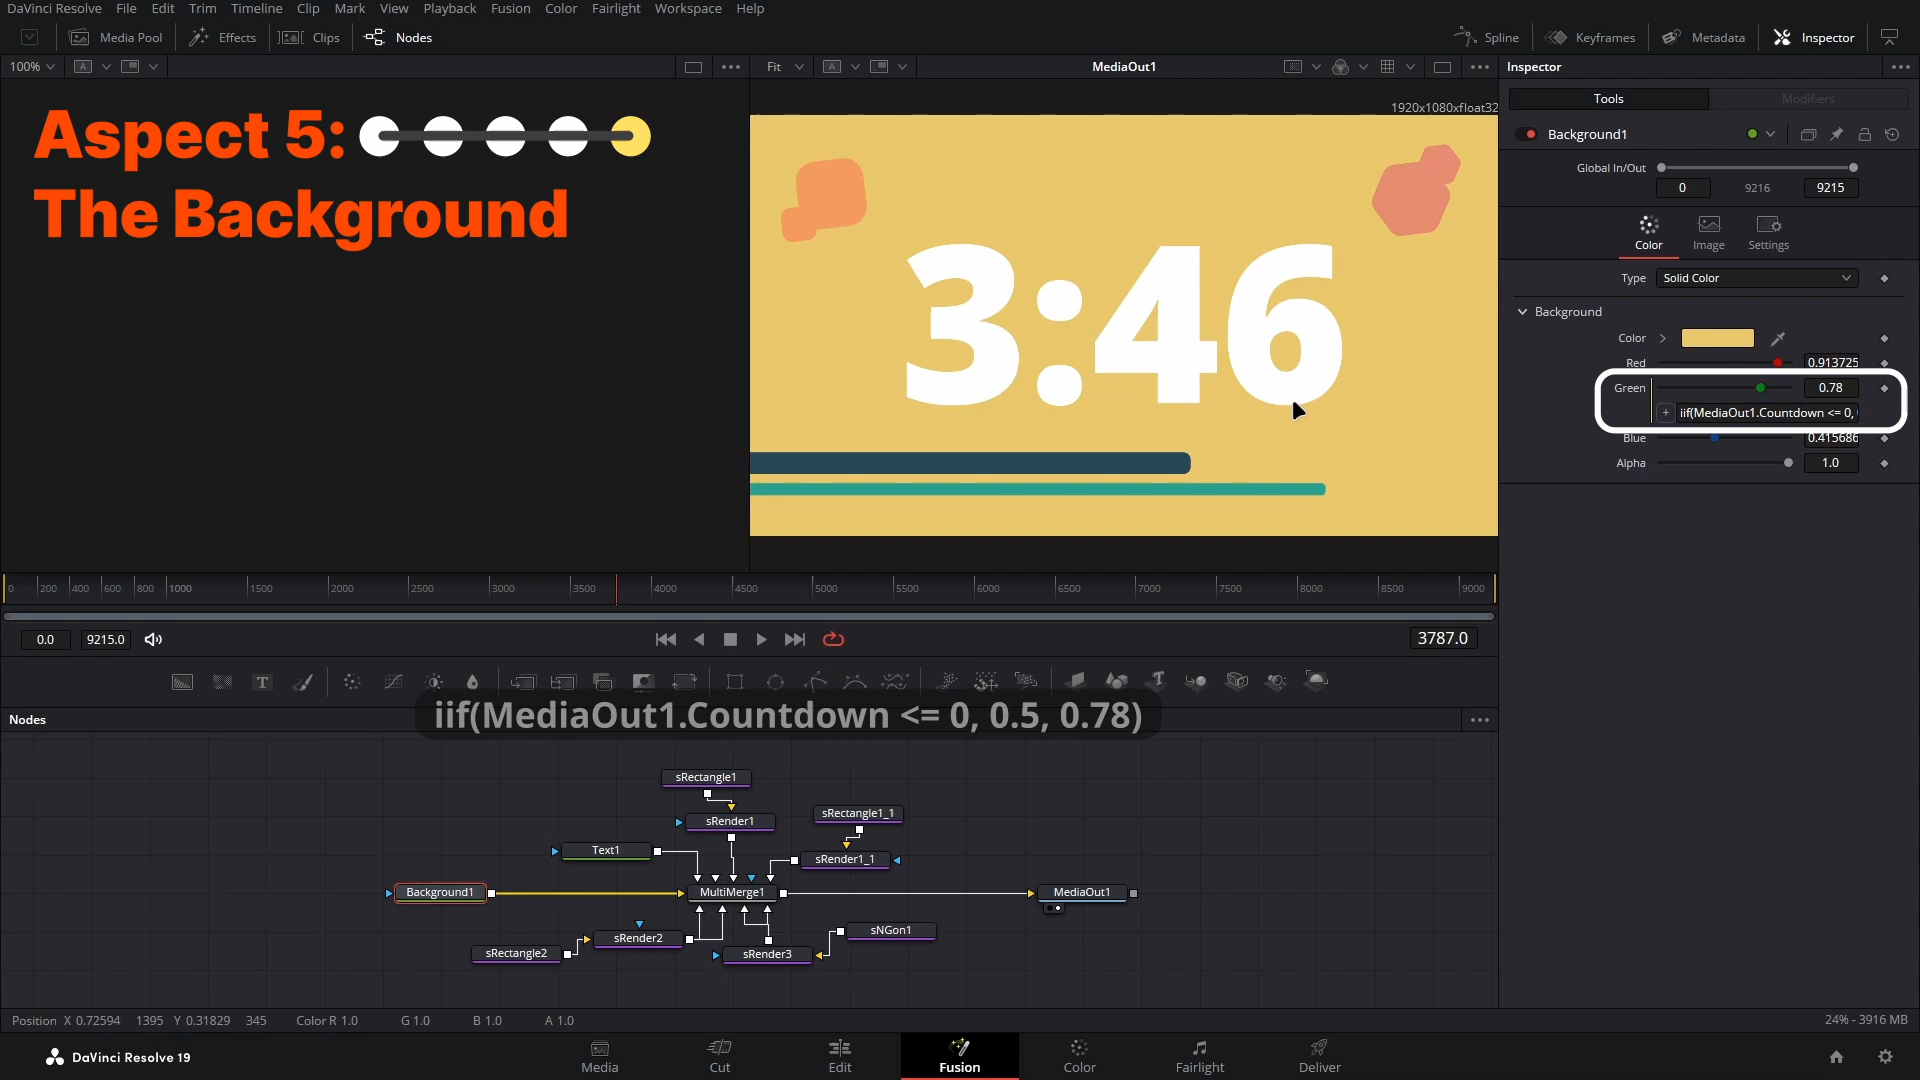 DaVinci Resolve File Edit Trim Timeline Clip Mark View Playback Fusion Color Fairlight Workspace Help
Media Pool Effects Clips Nodes Spline Keyframes Metadata Inspector
100% A Fit A MediaOut1 Inspector
1920x1080xfloat32
Tools Modifiers
Aspect 5:
The Background
3:46
Background1
Global In/Out
0 9216 9215
Color Image Settings
Type Solid Color
Background
Color
Red 0.913725
Green 0.78
iif(MediaOut1.Countdown <= 0,
Blue 0.415686
Alpha 1.0
0 200 400 600 800 1000 1500 2000 2500 3000 3500 4000 4500 5000 5500 6000 6500 7000 7500 8000 8500 9000
0.0 9215.0 3787.0
iif(MediaOut1.Countdown <= 0, 0.5, 0.78)
Nodes
sRectangle1
sRender1
sRectangle1_1
Text1
sRender1_1
Background1
MultiMerge1
MediaOut1
sRender2
sNGon1
sRectangle2
sRender3
Position X 0.72594 1395 Y 0.31829 345 Color R 1.0 G 1.0 B 1.0 A 1.0
24% - 3916 MB
DaVinci Resolve 19
Media Cut Edit Fusion Color Fairlight Deliver